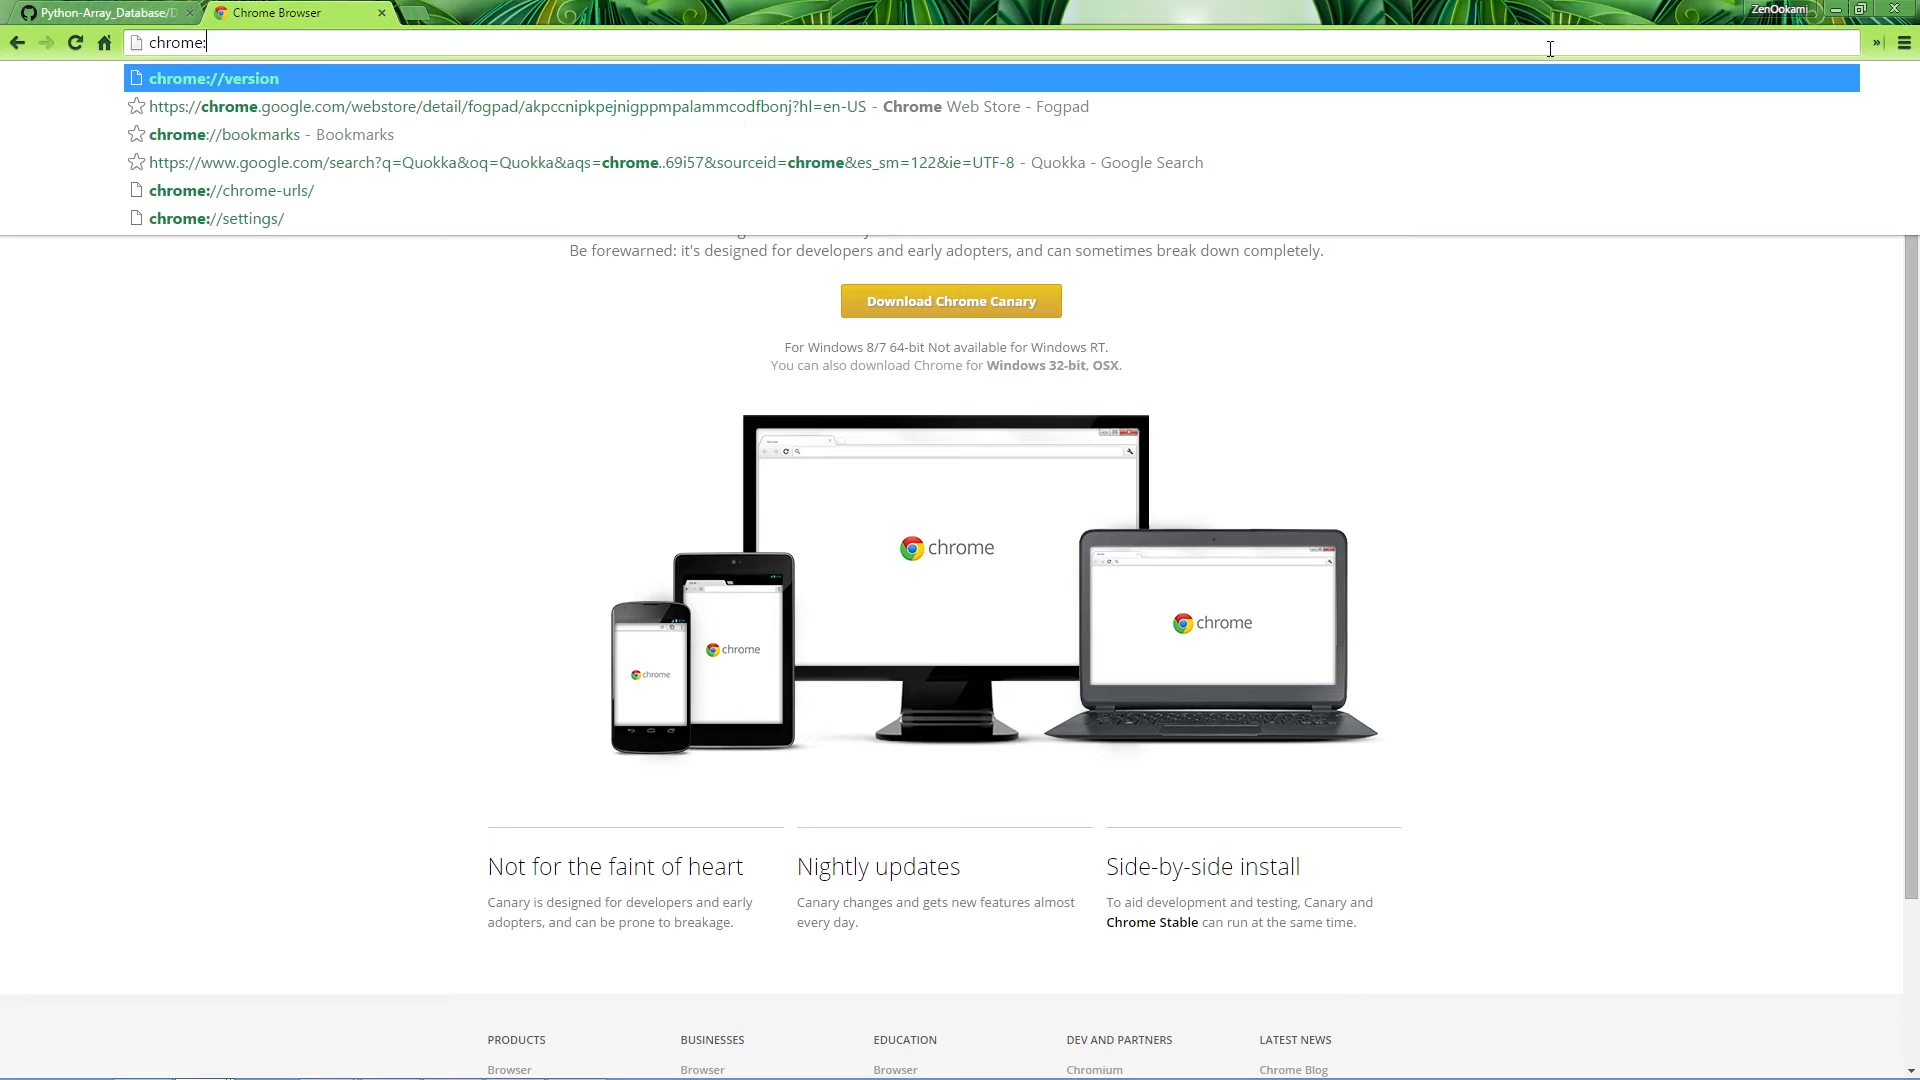 Python-Array_Database/D
Chrome Browser
ZenOokami
chrome:
chrome://version
https://chrome.google.com/webstore/detail/fogpad/akpccnipkpejnigppmpalammcodfbonj?hl=en-US - Chrome Web Store - Fogpad
chrome://bookmarks - Bookmarks
https://www.google.com/search?q=Quokka&oq=Quokka&aqs=chrome..69i57&sourceid=chrome&es_sm=122&ie=UTF-8 - Quokka - Google Search
chrome://chrome-urls/
chrome://settings/
Be forewarned: it's designed for developers and early adopters, and can sometimes break down completely.
Download Chrome Canary
For Windows 8/7 64-bit Not available for Windows RT.
You can also download Chrome for Windows 32-bit, OSX.
chrome
chrome
chrome
chrome
Not for the faint of heart
Canary is designed for developers and early
adopters, and can be prone to breakage.
Nightly updates
Canary changes and gets new features almost
every day.
Side-by-side install
To aid development and testing, Canary and
Chrome Stable can run at the same time.
PRODUCTS
BUSINESSES
EDUCATION
DEV AND PARTNERS
LATEST NEWS
Browser
Browser
Browser
Chromium
Chrome Blog